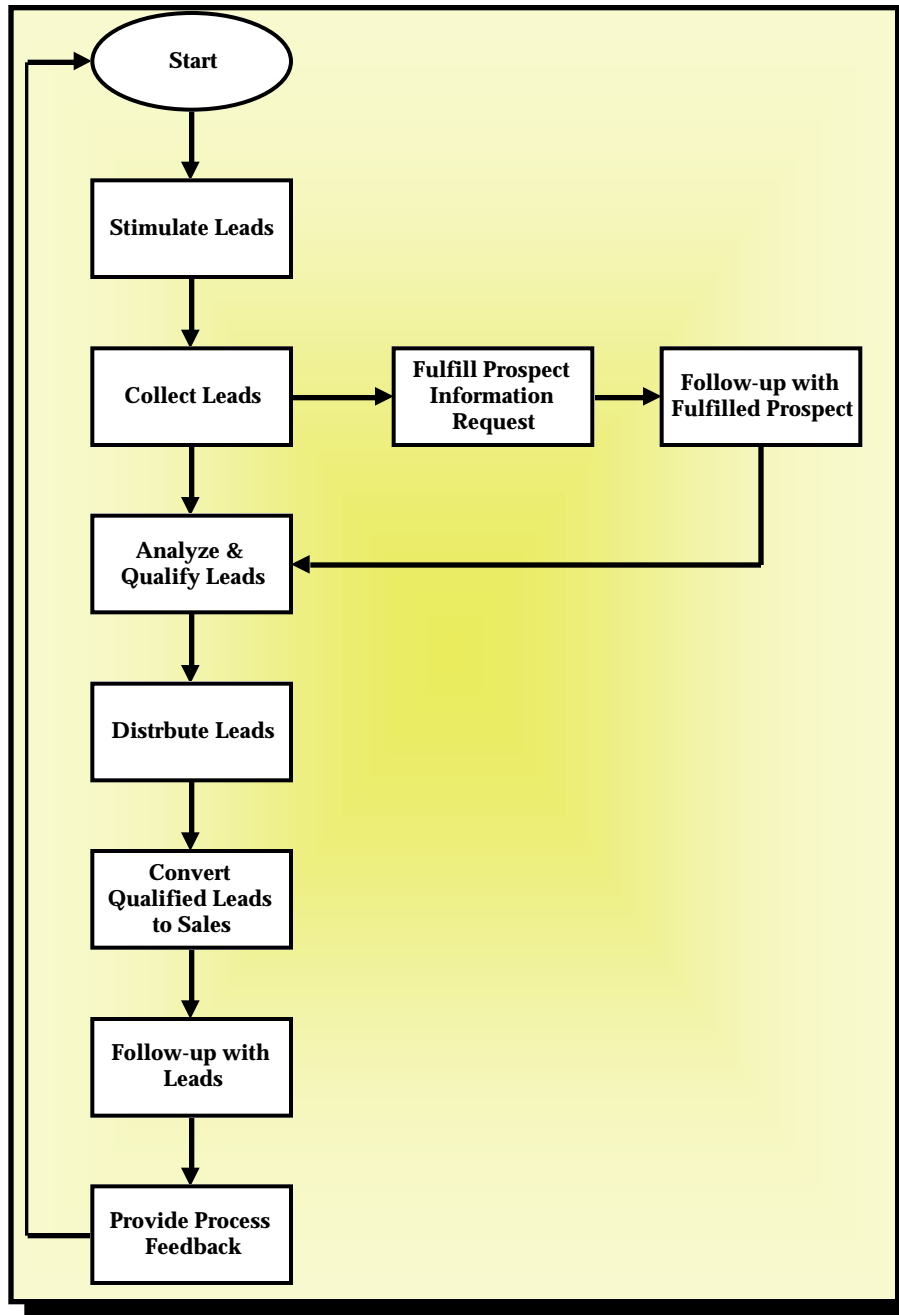 Start
Stimulate Leads
Collect Leads
Fulfill Prospect
Information
Request
Follow-up with
Fulfilled Prospect
Analyze &
Qualify Leads
Distrbute Leads
Convert
Qualified Leads
to Sales
Follow-up with
Leads
Provide Process
Feedback